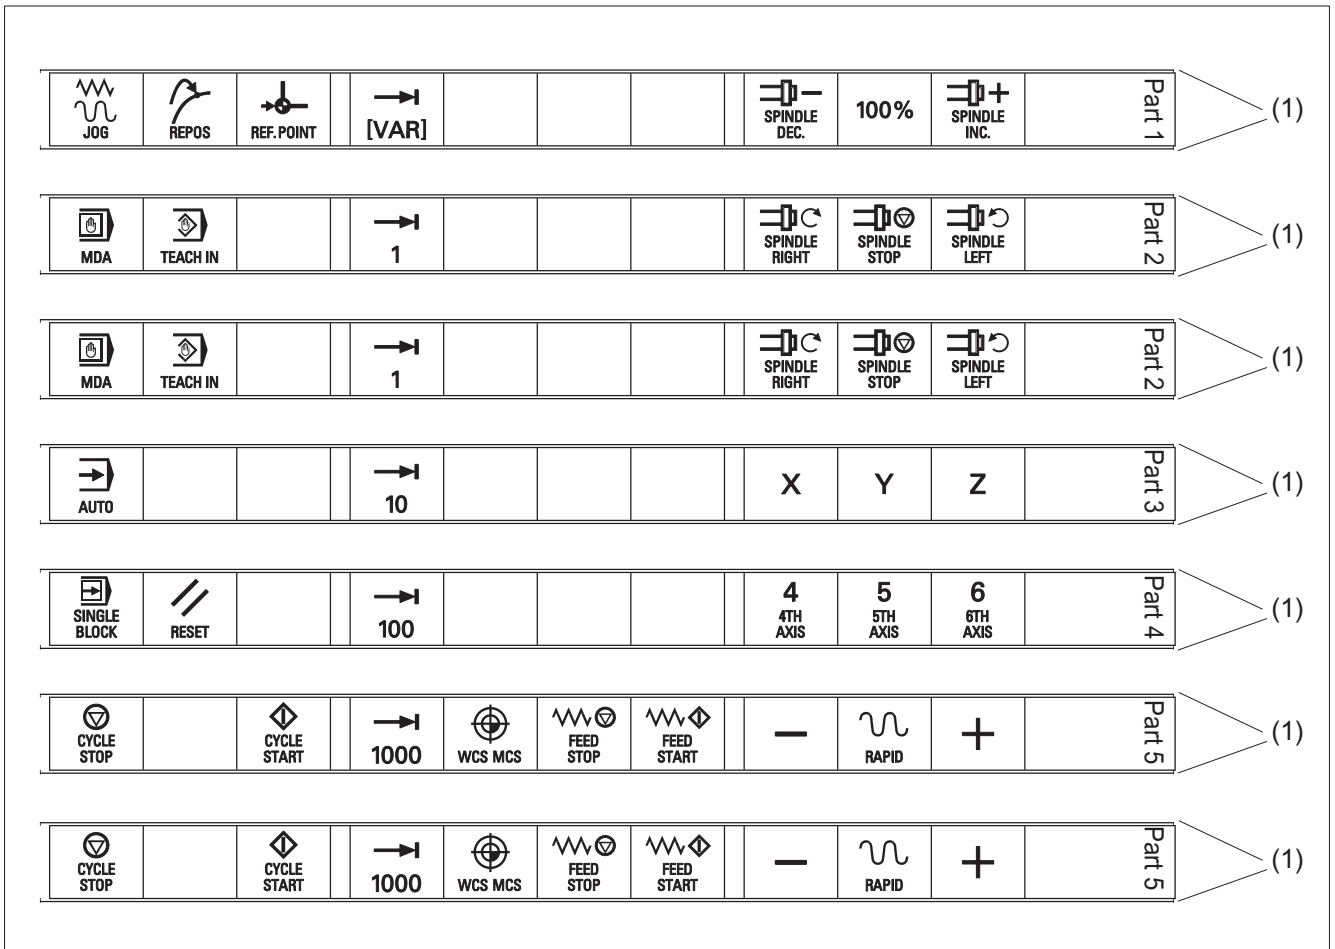 JOG REPOS REF.POINT [VAR] SPINDLE DEC. 100% SPINDLE INC. Part 1 (1)
MDA TEACH IN 1 SPINDLE RIGHT SPINDLE STOP SPINDLE LEFT Part 2 (1)
MDA TEACH IN 1 SPINDLE RIGHT SPINDLE STOP SPINDLE LEFT Part 2 (1)
AUTO 10 X Y Z Part 3 (1)
SINGLE BLOCK RESET 100 4 4TH AXIS 5 5TH AXIS 6 6TH AXIS Part 4 (1)
CYCLE STOP CYCLE START 1000 WCS MCS FEED STOP FEED START − RAPID + Part 5 (1)
CYCLE STOP CYCLE START 1000 WCS MCS FEED STOP FEED START − RAPID + Part 5 (1)